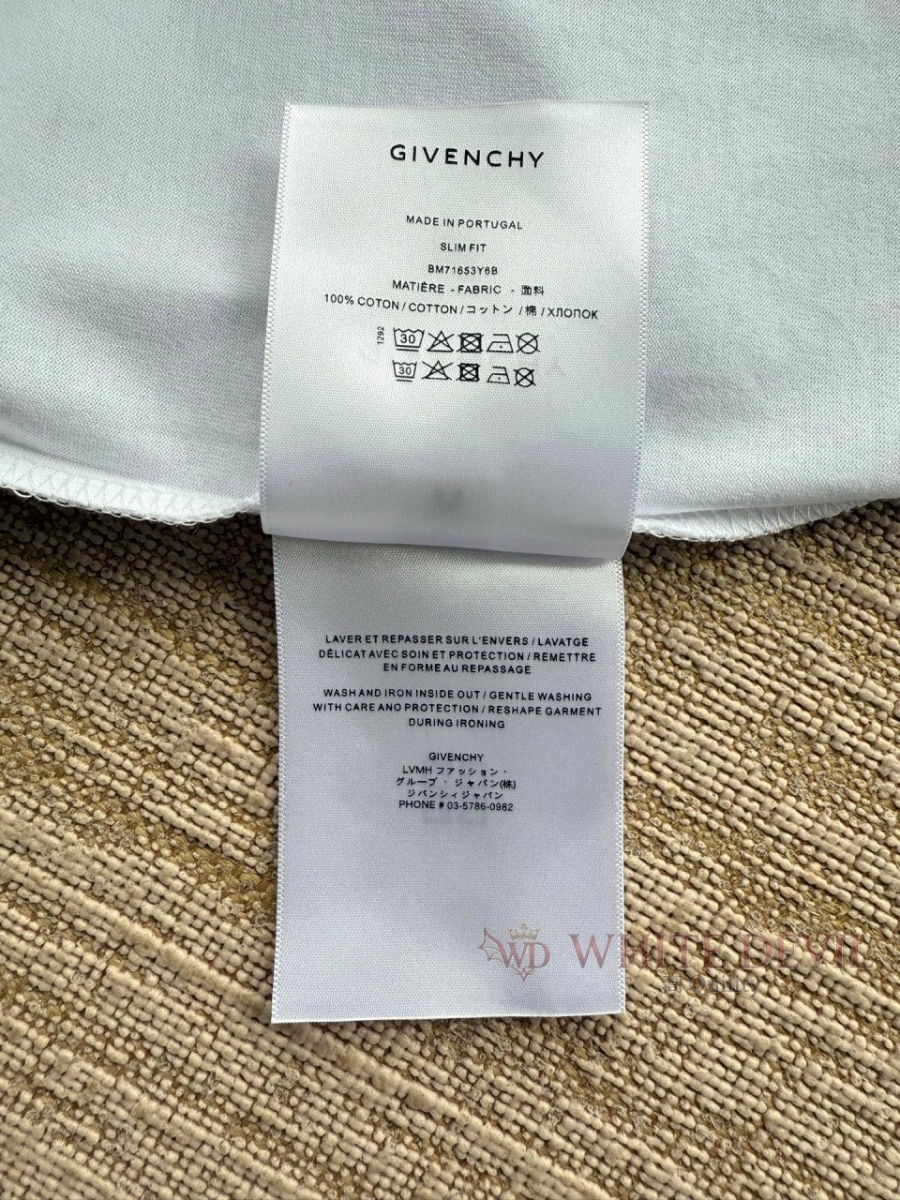 GIVENCHY
MADE IN PORTUGAL
SLIM FIT
BM71653Y6B
MATIÈRE - FABRIC - 面料
100% COTON / COTTON / コットン / 棉 / ХЛОПОК
1292
30
30
M
LAVER ET REPASSER SUR L'ENVERS / LAVATGE
DÉLICAT AVEC SOIN ET PROTECTION / REMETTRE
EN FORME AU REPASSAGE
WASH AND IRON INSIDE OUT / GENTLE WASHING
WITH CARE AND PROTECTION / RESHAPE GARMENT
DURING IRONING
GIVENCHY
LVMH ファッション・
グループ・ジャパン(株)
ジバンシィジャパン
PHONE # 03-5786-0982
WD WHITE DEVIL
Quality